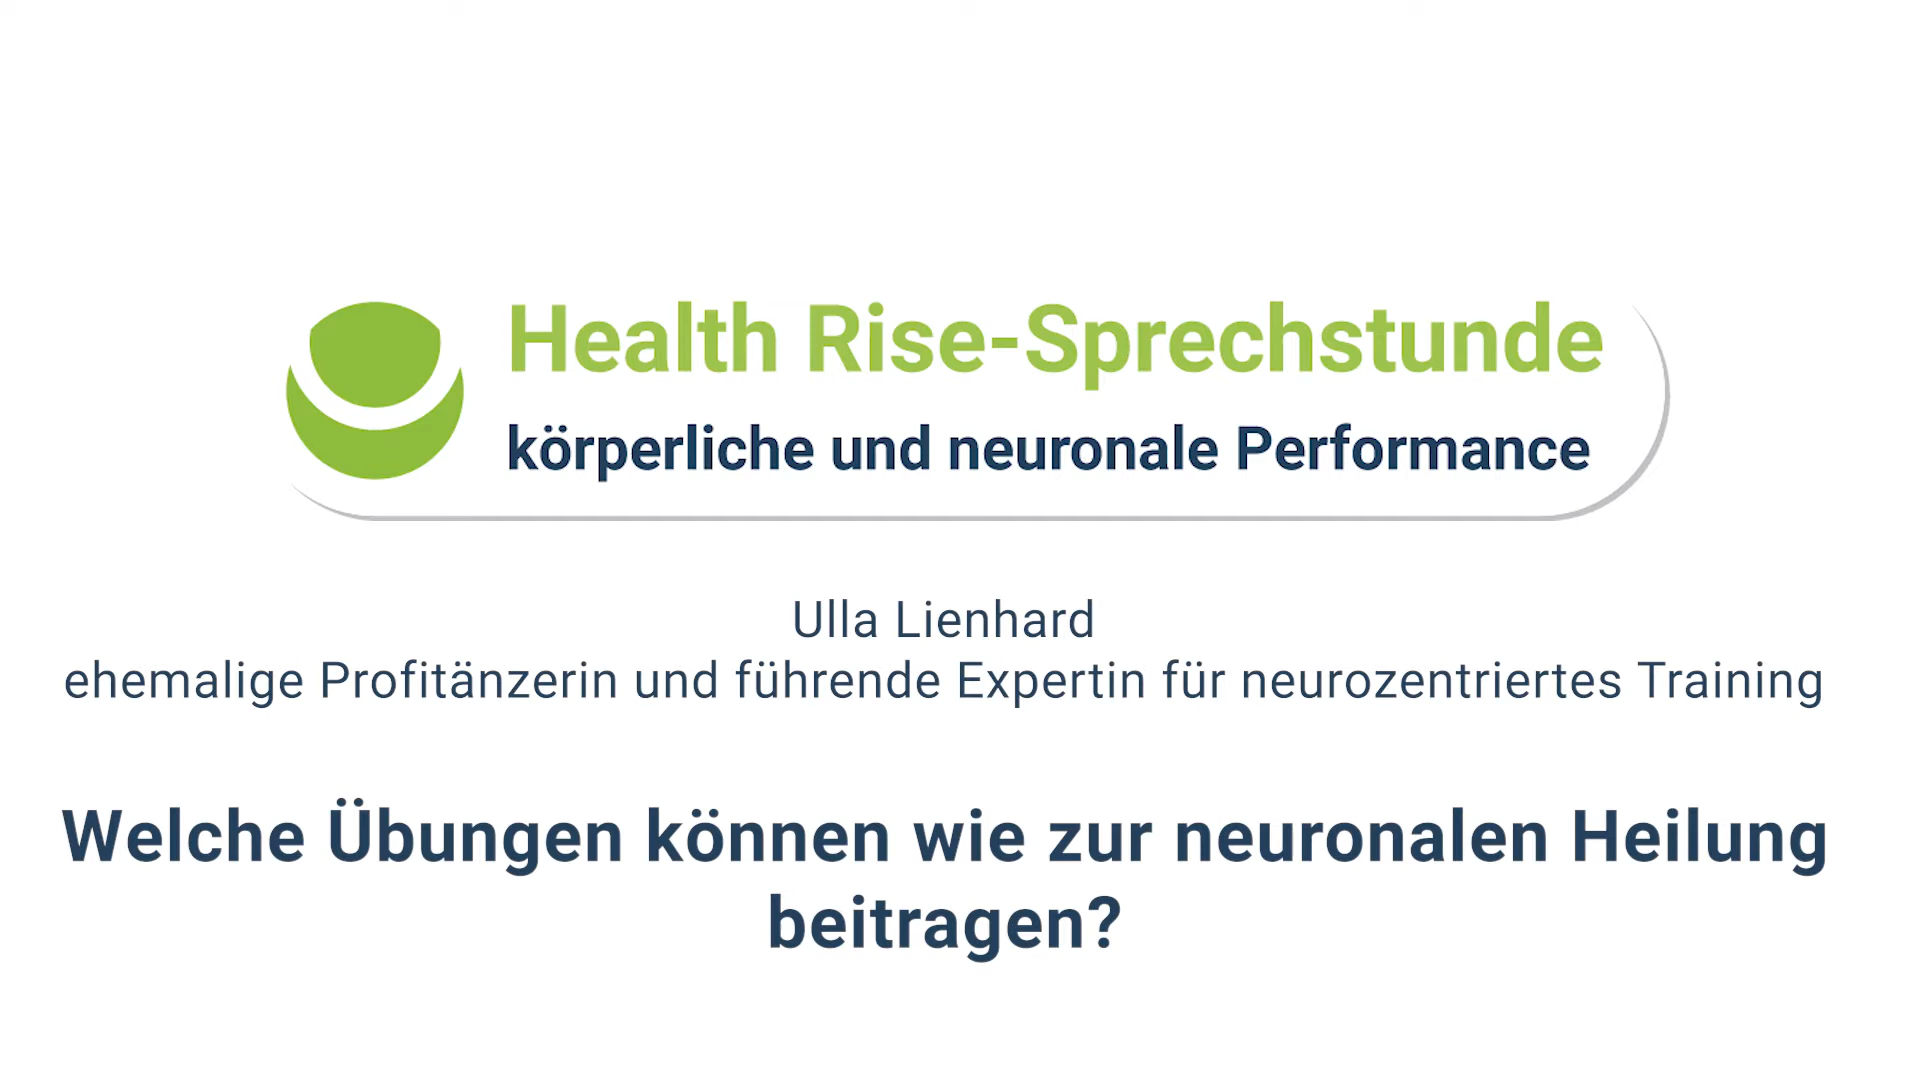 Health Rise-Sprechstunde
körperliche und neuronale Performance
Ulla Lienhard
ehemalige Profitänzerin und führende Expertin für neurozentriertes Training
Welche Übungen können wie zur neuronalen Heilung
beitragen?